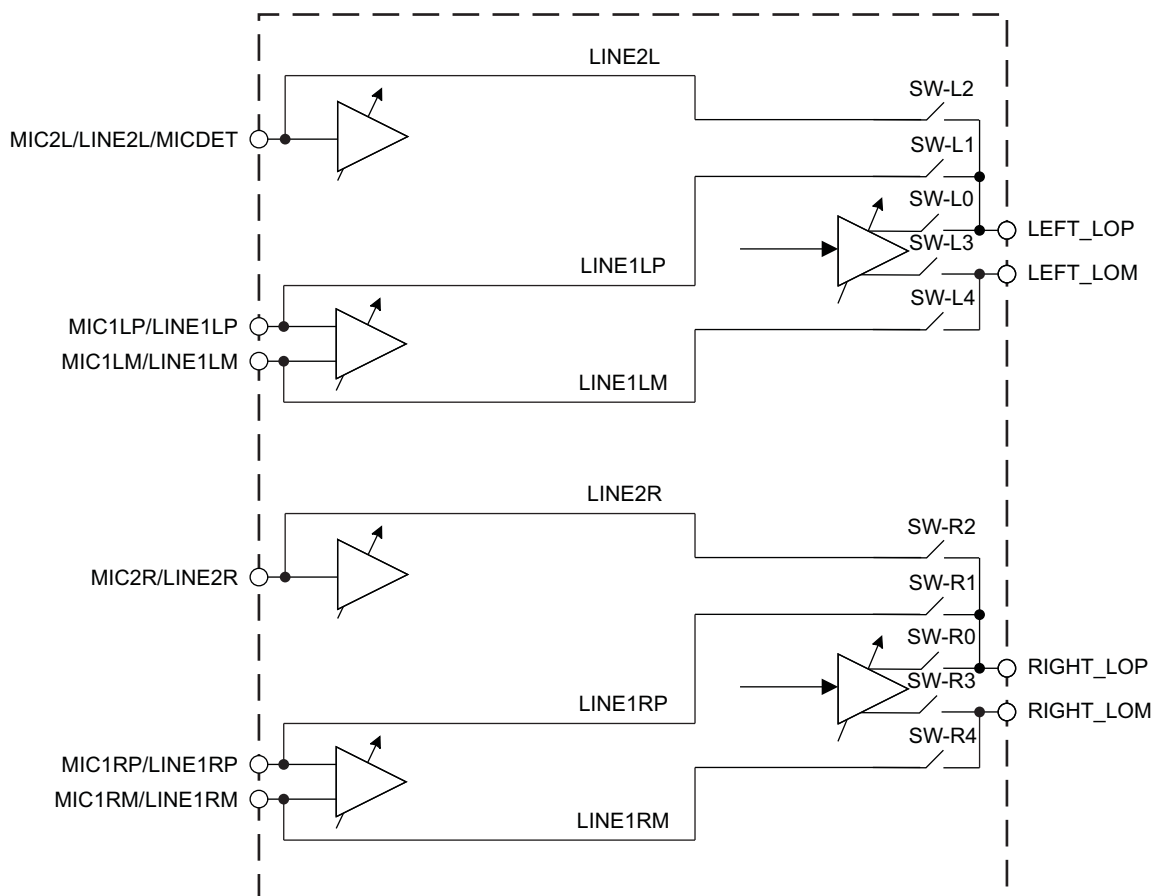 LINE2L
SW-L2
MIC2L/LINE2L/MICDET
SW-L1
SW-L0
LEFT_LOP
SW-L3
LINE1LP
LEFT_LOM
SW-L4
MIC1LP/LINE1LP
MIC1LM/LINE1LM
LINE1LM
LINE2R
SW-R2
MIC2R/LINE2R
SW-R1
SW-R0
RIGHT_LOP
SW-R3
LINE1RP
RIGHT_LOM
SW-R4
MIC1RP/LINE1RP
MIC1RM/LINE1RM
LINE1RM